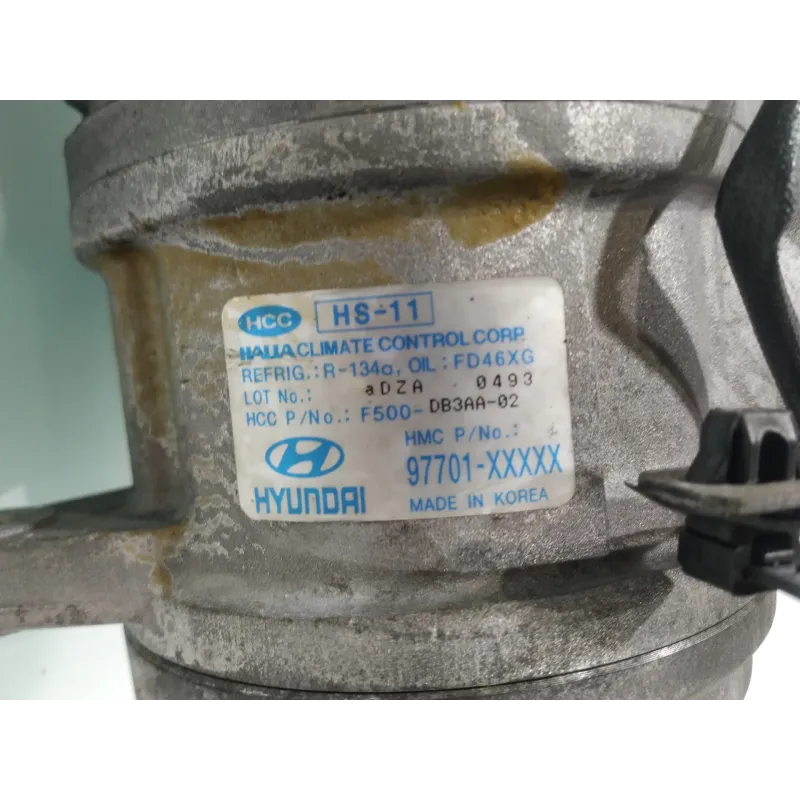 HCC HS-11
HALLA CLIMATE CONTROL CORP.
REFRIG.: R-134a, OIL: FD46XG
LOT No.: aDZA 0493
HCC P/No.: F500-DB3AA-02
HMC P/No.:
97701-XXXXX
HYUNDAI
MADE IN KOREA